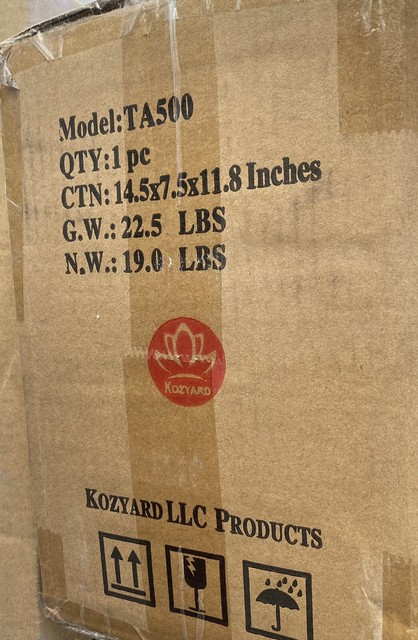 Model:TA500
QTY:1 pc
CTN: 14.5x7.5x11.8 Inches
G.W.: 22.5 LBS
N.W.: 19.0 LBS
KOZYARD
KOZYARD LLC PRODUCTS